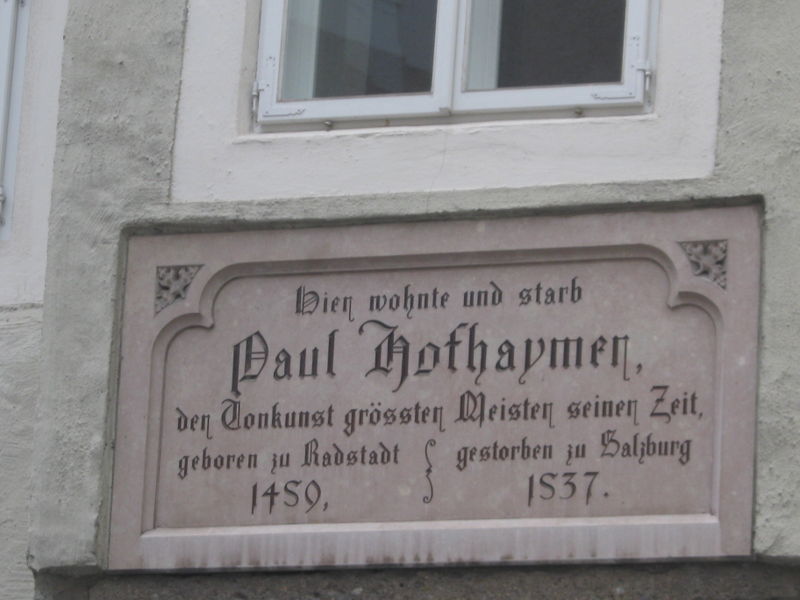 Hier wohnte und starb
Paul Hofhaymer,
der Tonkunst grösster Meister seiner Zeit,
geboren zu Radstadt
1459,
gestorben zu Salzburg
1537.